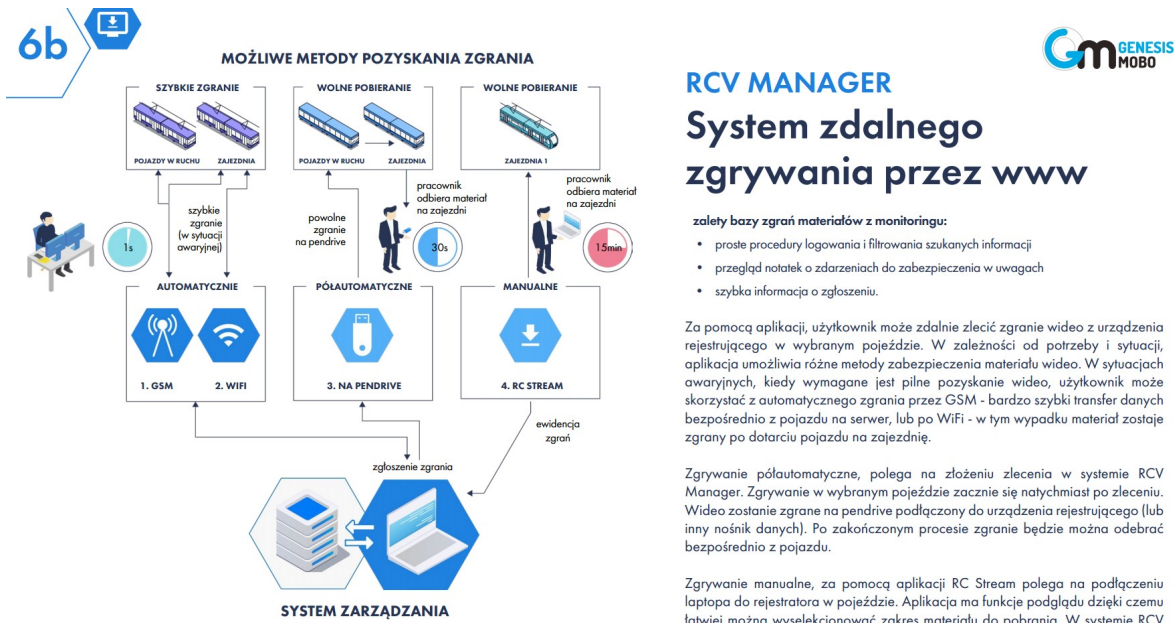 6b
MOŻLIWE METODY POZYSKANIA ZGRANIA
SZYBKIE ZGRANIE
WOLNE POBIERANIE
WOLNE POBIERANIE
POJAZDY W RUCHU
ZAJEZDNIA
POJAZDY W RUCHU
ZAJEZDNIA
ZAJEZDNIA 1
szybkie
zgranie
(w sytuacji
awaryjnej)
powolne
zgranie
na pendrive
pracownik
odbiera materiał
na zajezdni
pracownik
odbiera materiał
na zajezdni
1s
30s
15min
AUTOMATYCZNIE
PÓŁAUTOMATYCZNE
MANUALNE
1. GSM
2. WIFI
3. NA PENDRIVE
4. RC STREAM
ewidencja
zgrań
zgłoszenie zgrania
SYSTEM ZARZĄDZANIA
Gm GENESIS
MOBO
RCV MANAGER
System zdalnego
zgrywania przez www
zalety bazy zgrań materiałów z monitoringu:
• proste procedury logowania i filtrowania szukanych informacji
• przegląd notatek o zdarzeniach do zabezpieczenia w uwagach
• szybka informacja o zgłoszeniu.
Za pomocą aplikacji, użytkownik może zdalnie zlecić zgranie wideo z urządzenia
rejestrującego w wybranym pojeździe. W zależności od potrzeby i sytuacji,
aplikacja umożliwia różne metody zabezpieczenia materiału wideo. W sytuacjach
awaryjnych, kiedy wymagane jest pilne pozyskanie wideo, użytkownik może
skorzystać z automatycznego zgrania przez GSM - bardzo szybki transfer danych
bezpośrednio z pojazdu na serwer, lub po WiFi - w tym wypadku materiał zostaje
zgrany po dotarciu pojazdu na zajezdnię.
Zgrywanie półautomatyczne, polega na złożeniu zlecenia w systemie RCV
Manager. Zgrywanie w wybranym pojeździe zacznie się natychmiast po zleceniu.
Wideo zostanie zgrane na pendrive podłączony do urządzenia rejestrującego (lub
inny nośnik danych). Po zakończonym procesie zgranie będzie można odebrać
bezpośrednio z pojazdu.
Zgrywanie manualne, za pomocą aplikacji RC Stream polega na podłączeniu
laptopa do rejestratora w pojeździe. Aplikacja ma funkcje podglądu dzięki czemu
łatwiej można wyselekcjonować zakres materiału do pobrania. W systemie RCV